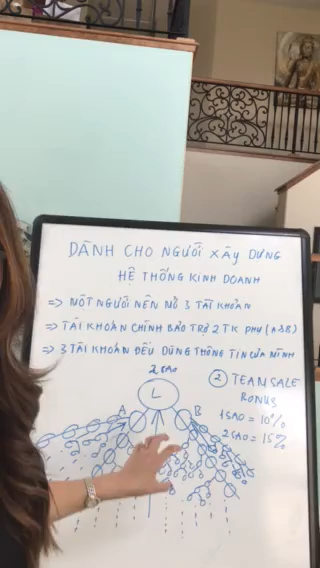 DÀNH CHO NGƯỜI XÂY DỰNG
HỆ THỐNG KINH DOANH
=> MỘT NGƯỜI NÊN MỞ 3 TÀI KHOẢN
=> TÀI KHOẢN CHÍNH BẢO TRỢ 2 TK PHỤ (A&B)
=> 3 TÀI KHOẢN ĐỀU DÙNG THÔNG TIN CỦA MÌNH
2 SAO
L
A
B
② TEAM SALE
BONUS
1 SAO = 10%
2 SAO = 15%